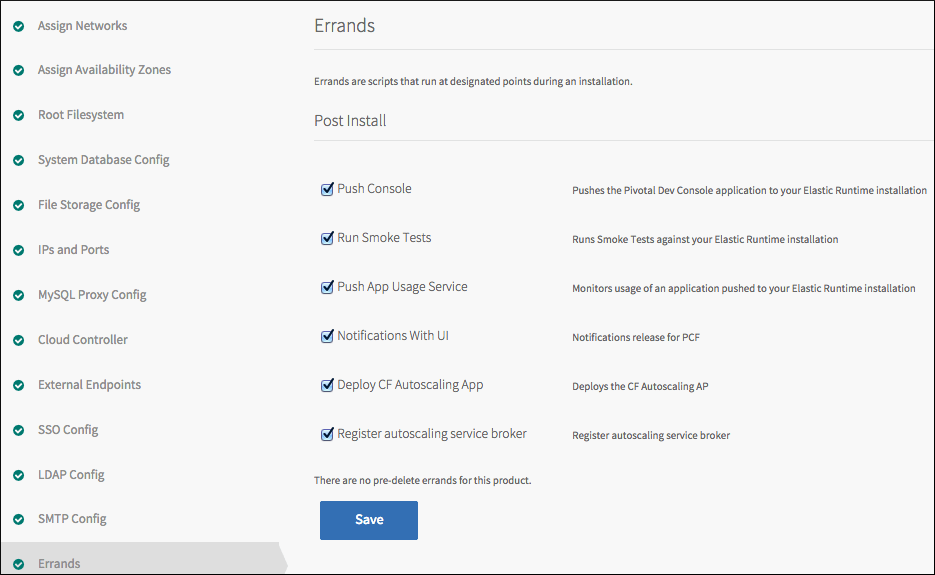 Assign Networks
Assign Availability Zones
Root Filesystem
System Database Config
File Storage Config
IPs and Ports
MySQL Proxy Config
Cloud Controller
External Endpoints
SSO Config
LDAP Config
SMTP Config
Errands
Errands
Errands are scripts that run at designated points during an installation.
Post Install
Push Console
Pushes the Pivotal Dev Console application to your Elastic Runtime installation
Run Smoke Tests
Runs Smoke Tests against your Elastic Runtime installation
Push App Usage Service
Monitors usage of an application pushed to your Elastic Runtime installation
Notifications With UI
Notifications release for PCF
Deploy CF Autoscaling App
Deploys the CF Autoscaling AP
Register autoscaling service broker
Register autoscaling service broker
There are no pre-delete errands for this product.
Save